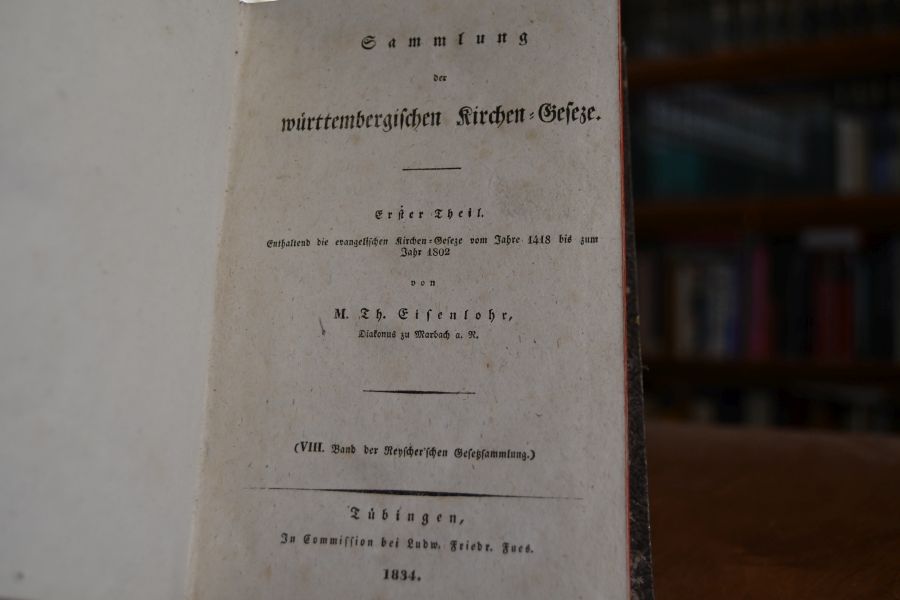 Sammlung
der
württembergischen Kirchen-Geseze.
Erster Theil.
Enthaltend die evangelischen Kirchen-Geseze vom Jahre 1418 bis zum
Jahr 1802
von
M. Th. Eisenlohr,
Diakonus zu Marbach a. N.
(VIII. Band der Reyscher'schen Gesetzsammlung.)
Tübingen,
In Commission bei Ludw. Friedr. Fues.
1834.